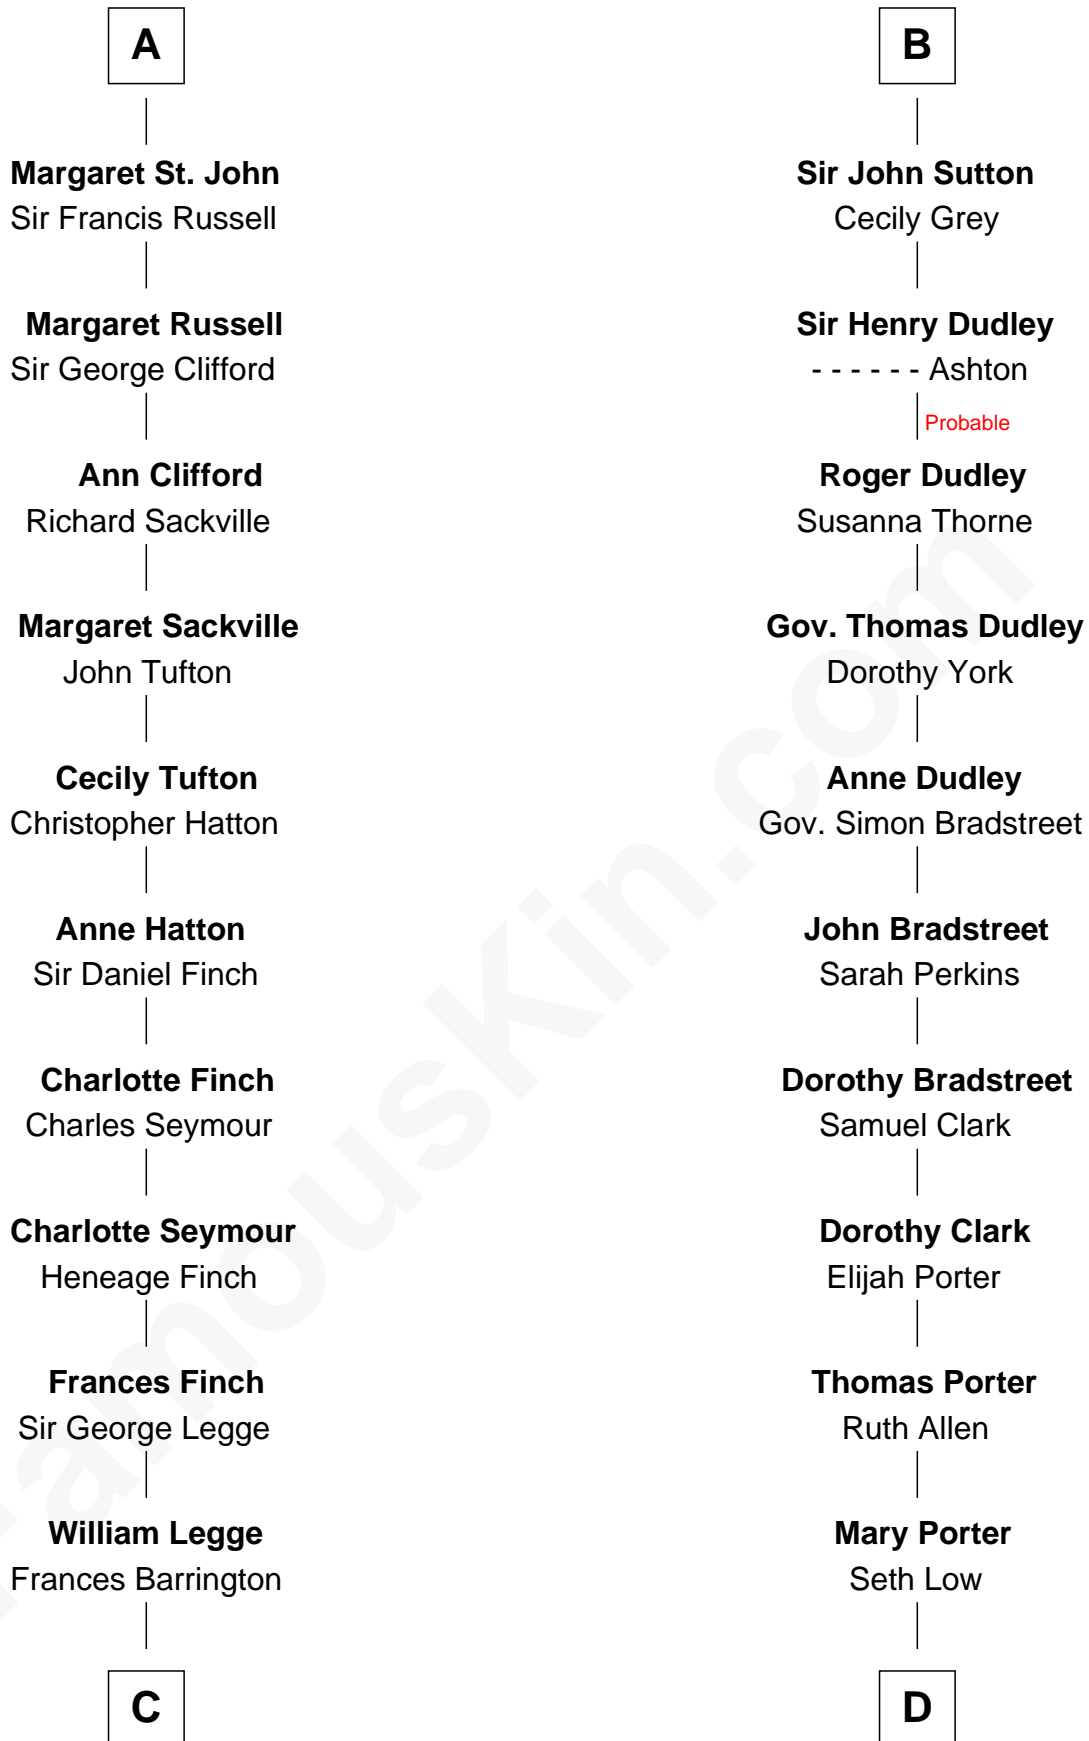 A
Margaret St. John
Sir Francis Russell
Margaret Russell
Sir George Clifford
Ann Clifford
Richard Sackville
Margaret Sackville
John Tufton
Cecily Tufton
Christopher Hatton
Anne Hatton
Sir Daniel Finch
Charlotte Finch
Charles Seymour
Charlotte Seymour
Heneage Finch
Frances Finch
Sir George Legge
William Legge
Frances Barrington
C
B
Sir John Sutton
Cecily Grey
Sir Henry Dudley
- - - - - - Ashton
Probable
Roger Dudley
Susanna Thorne
Gov. Thomas Dudley
Dorothy York
Anne Dudley
Gov. Simon Bradstreet
John Bradstreet
Sarah Perkins
Dorothy Bradstreet
Samuel Clark
Dorothy Clark
Elijah Porter
Thomas Porter
Ruth Allen
Mary Porter
Seth Low
D
FamousKin.com